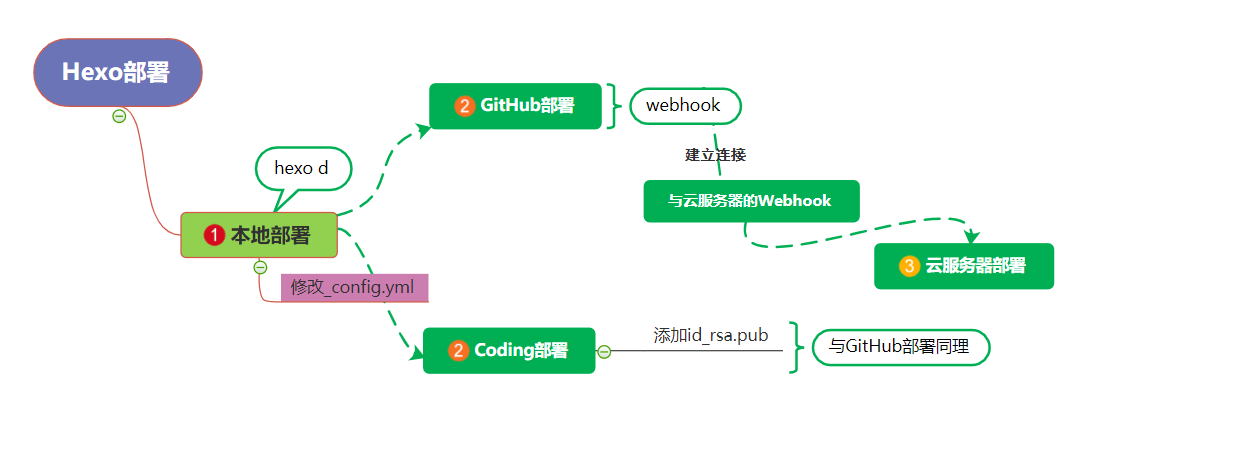 Hexo部署
2 GitHub部署
webhook
建立连接
hexo d
与云服务器的Webhook
1 本地部署
3 云服务器部署
修改_config.yml
添加id_rsa.pub
与GitHub部署同理
2 Coding部署